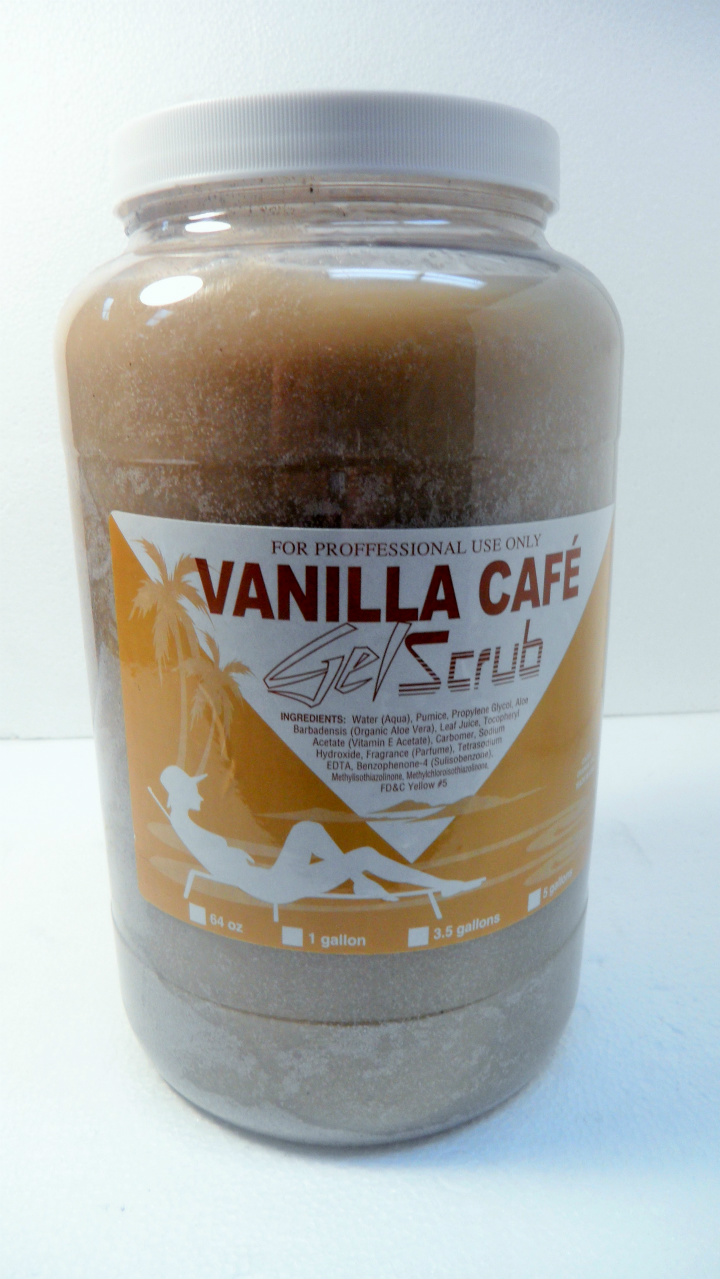 FOR PROFFESSIONAL USE ONLY
VANILLA CAFÉ
Gel Scrub
INGREDIENTS: Water (Aqua), Pumice, Propylene Glycol, Aloe
Barbadensis (Organic Aloe Vera), Leaf Juice, Tocopheryl
Acetate (Vitamin E Acetate), Carbomer, Sodium
Hydroxide, Fragrance (Parfume), Tetrasodium
EDTA, Benzophenone-4 (Sulisobenzone),
Methylisothiazolinone, Methylchloroisothiazolinone,
FD&C Yellow #5
64 oz
1 gallon
3.5 gallons
5 gallons